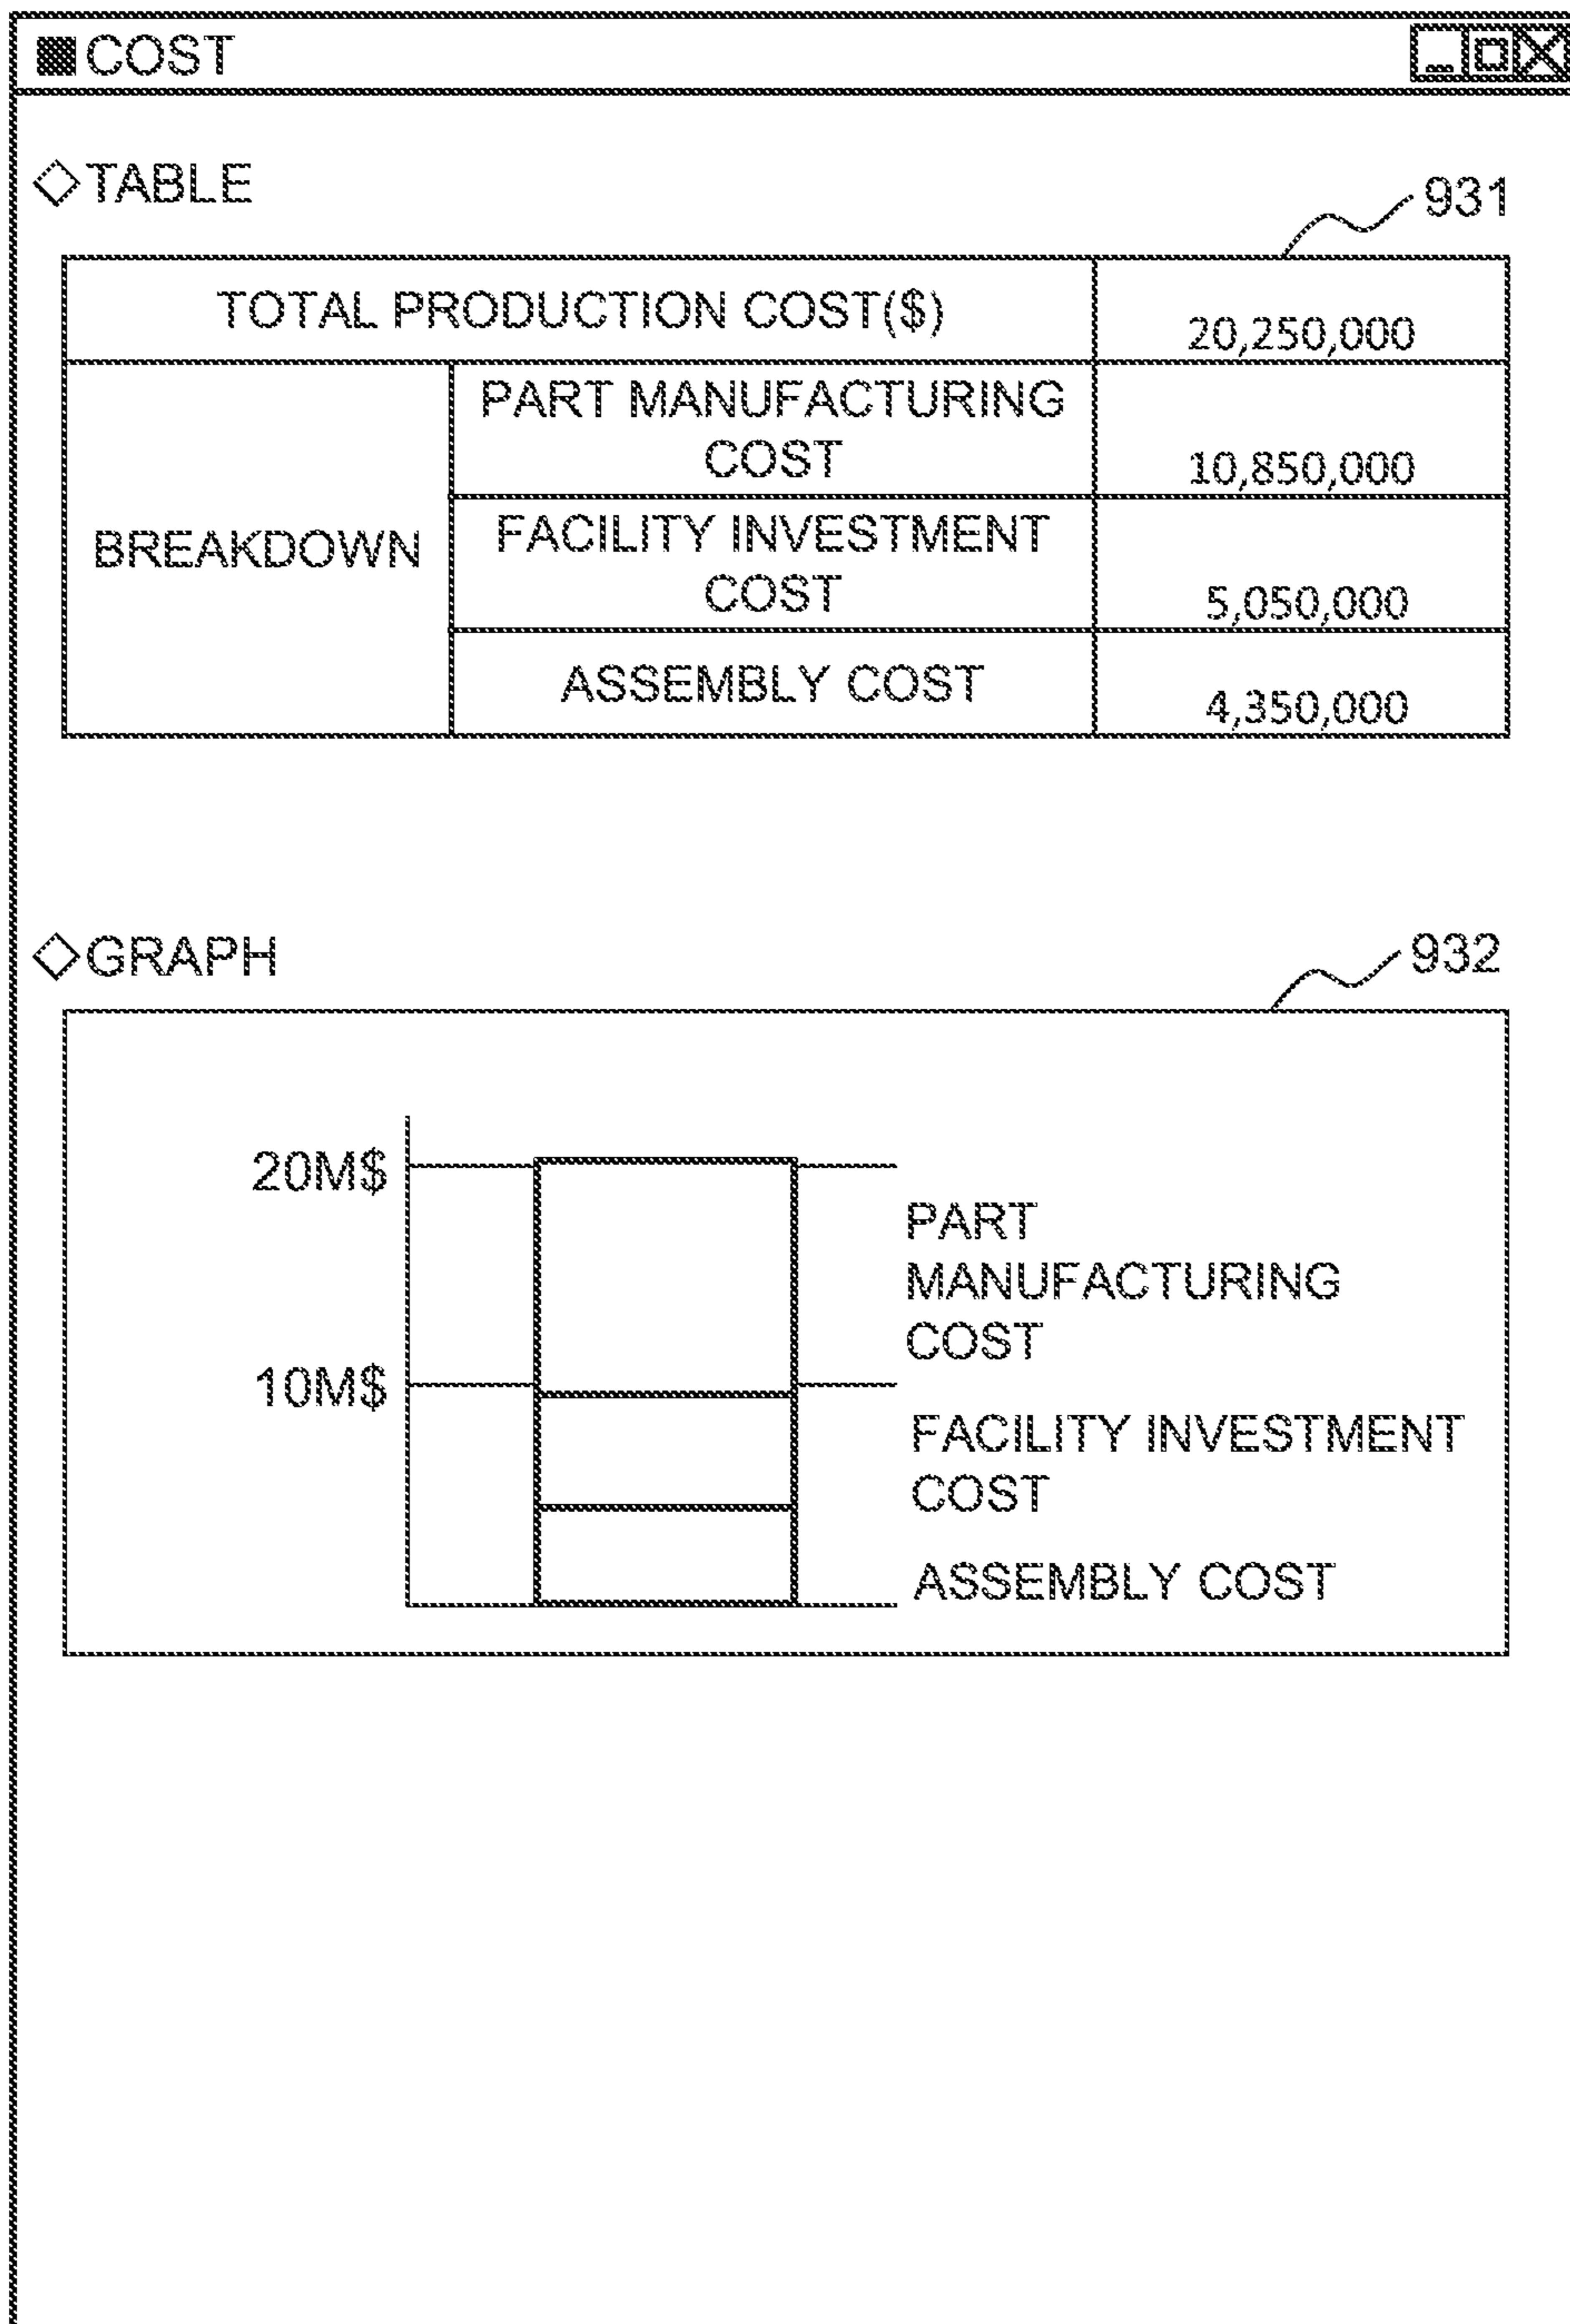 ■COST
◇TABLE
931
TOTAL PRODUCTION COST($) 20,250,000
BREAKDOWN
PART MANUFACTURING
COST 10,850,000
FACILITY INVESTMENT
COST 5,050,000
ASSEMBLY COST 4,350,000
◇GRAPH
932
20M$
10M$
PART
MANUFACTURING
COST
FACILITY INVESTMENT
COST
ASSEMBLY COST